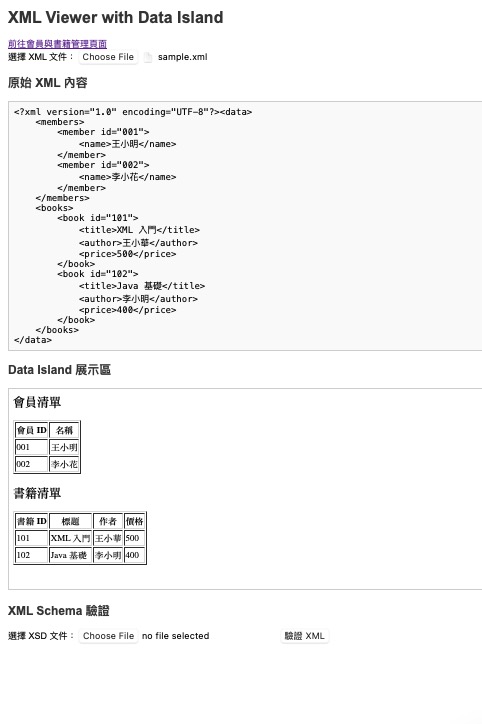 XML Viewer with Data Island
前往會員與書籍管理頁面
選擇 XML 文件： Choose File sample.xml
原始 XML 內容
<?xml version="1.0" encoding="UTF-8"?><data>
    <members>
        <member id="001">
            <name>王小明</name>
        </member>
        <member id="002">
            <name>李小花</name>
        </member>
    </members>
    <books>
        <book id="101">
            <title>XML 入門</title>
            <author>王小華</author>
            <price>500</price>
        </book>
        <book id="102">
            <title>Java 基礎</title>
            <author>李小明</author>
            <price>400</price>
        </book>
    </books>
</data>
Data Island 展示區
會員清單
會員 ID 名稱
001 王小明
002 李小花
書籍清單
書籍 ID 標題 作者 價格
101 XML 入門 王小華 500
102 Java 基礎 李小明 400
XML Schema 驗證
選擇 XSD 文件： Choose File no file selected 驗證 XML